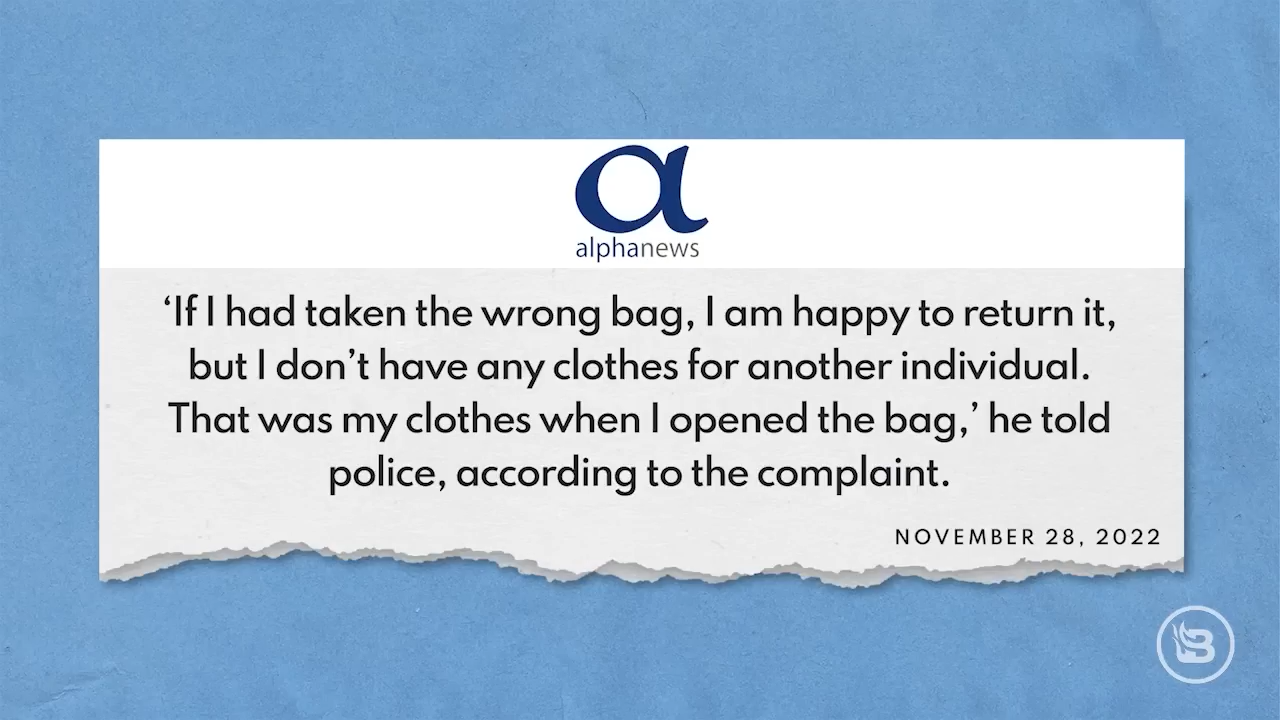 alphanews
‘If I had taken the wrong bag, I am happy to return it,
but I don’t have any clothes for another individual.
That was my clothes when I opened the bag,’ he told
police, according to the complaint.
NOVEMBER 28, 2022
B